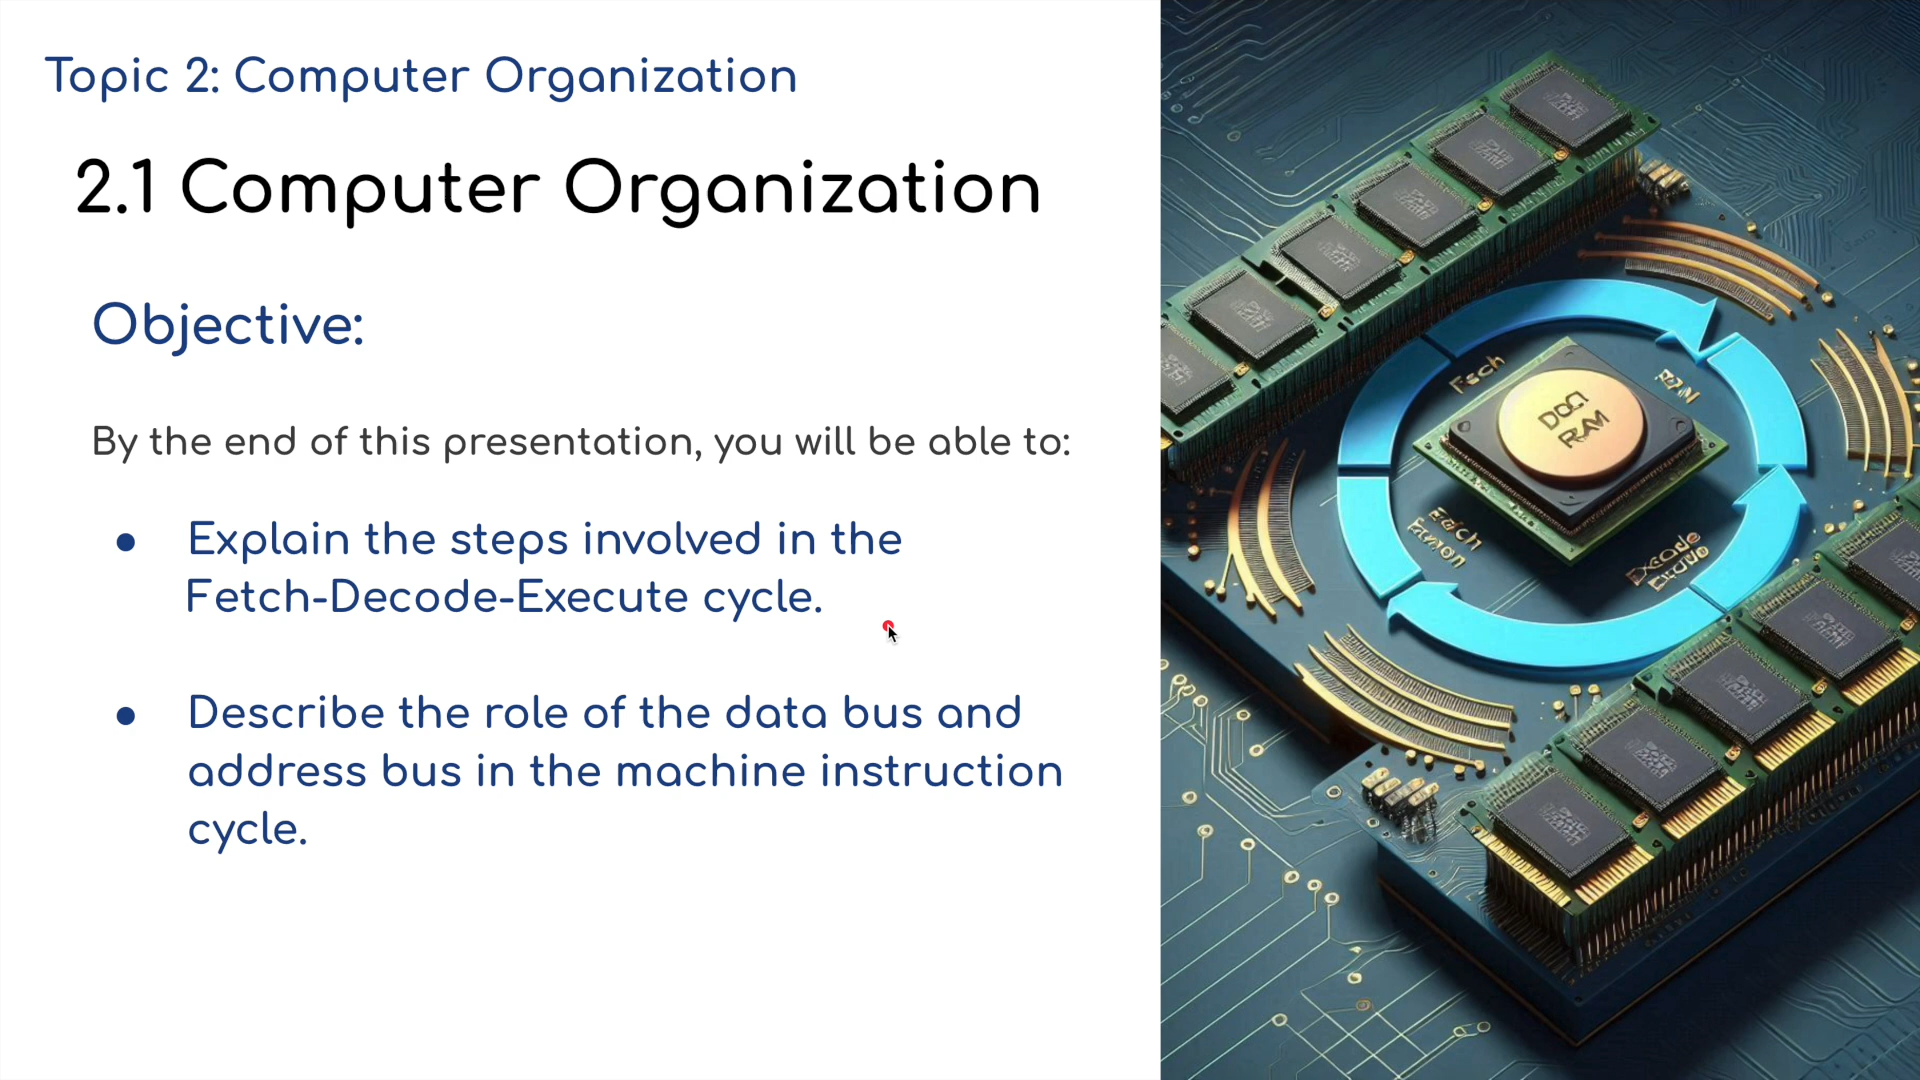 Topic 2: Computer Organization
2.1 Computer Organization
Objective:
By the end of this presentation, you will be able to:
● Explain the steps involved in the
Fetch-Decode-Execute cycle.
● Describe the role of the data bus and
address bus in the machine instruction
cycle.